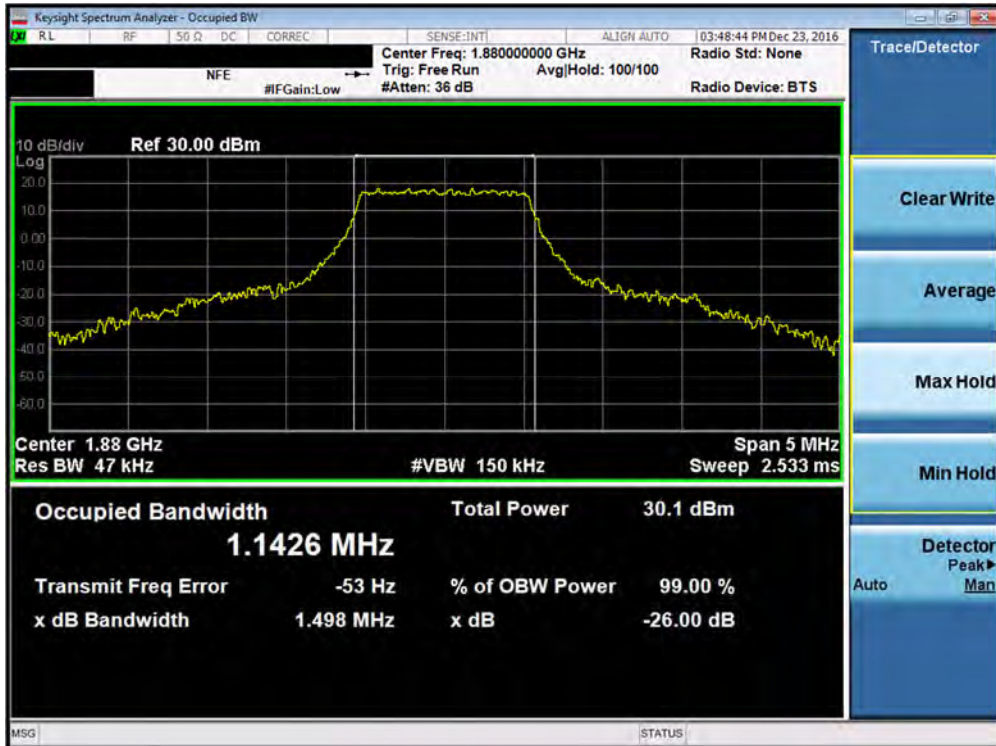 Keysight Spectrum Analyzer - Occupied BW
LXI RL RF 50 Ω DC CORREC SENSE:INT ALIGN AUTO 03:48:44 PM Dec 23, 2016
Center Freq: 1.880000000 GHz Radio Std: None
NFE Trig: Free Run Avg|Hold: 100/100
#IFGain:Low #Atten: 36 dB Radio Device: BTS
10 dB/div Ref 30.00 dBm
Log
20.0
10.0
0.00
-10.0
-20.0
-30.0
-40.0
-50.0
-60.0
Center 1.88 GHz Span 5 MHz
Res BW 47 kHz #VBW 150 kHz Sweep 2.533 ms
Occupied Bandwidth Total Power 30.1 dBm
1.1426 MHz
Transmit Freq Error -53 Hz % of OBW Power 99.00 %
x dB Bandwidth 1.498 MHz x dB -26.00 dB
MSG STATUS
Trace/Detector
Clear Write
Average
Max Hold
Min Hold
Detector
Peak▶
Auto Man